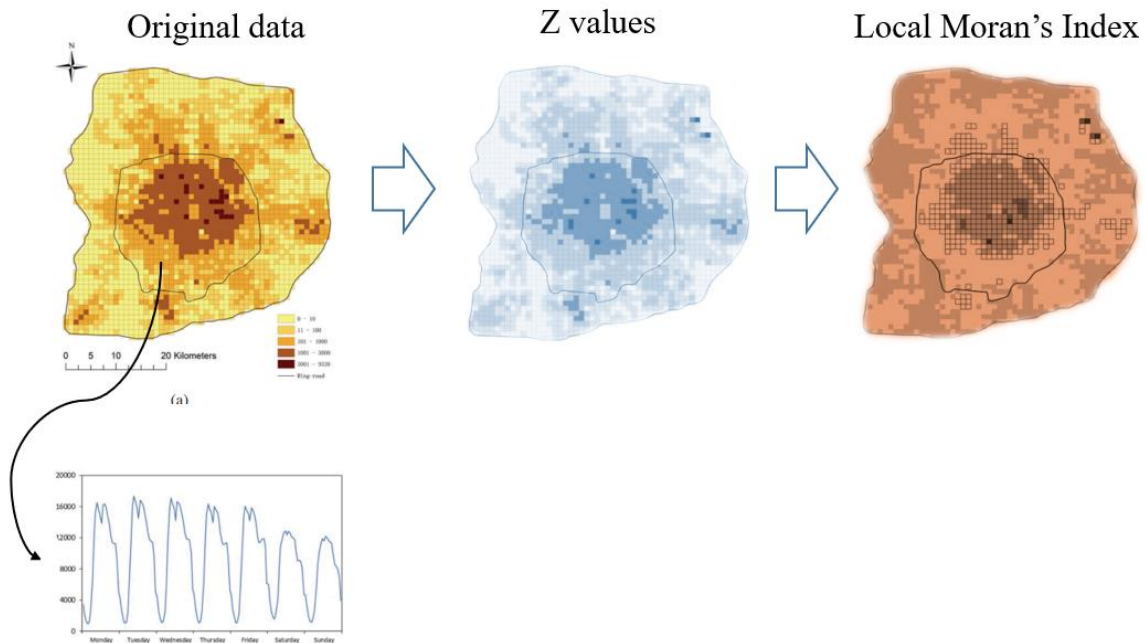 Original data
Z values
Local Moran's Index
N
0 - 10
11 - 100
101 - 1000
1001 - 3000
3001 - 9320
Ring-road
0 5 10 20 Kilometers
(a)
20000
16000
12000
8000
4000
0
Monday Tuesday Wednesday Thursday Friday Saturday Sunday